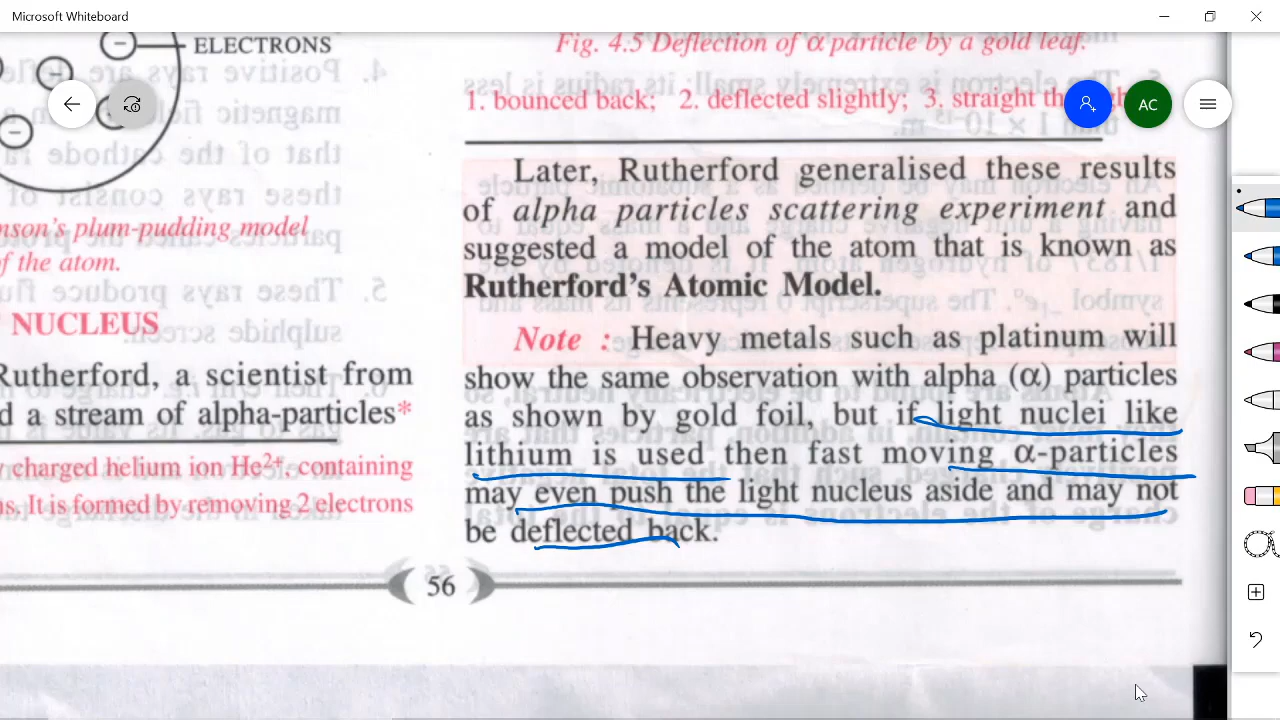 Microsoft Whiteboard
ELECTRONS
nson's plum-pudding model
f the atom.
NUCLEUS
Rutherford, a scientist from
d a stream of alpha-particles*
charged helium ion He2+, containing
ns. It is formed by removing 2 electrons
Fig. 4.5 Deflection of α particle by a gold leaf.
1. bounced back; 2. deflected slightly; 3. straight
Later, Rutherford generalised these results
of alpha particles scattering experiment and
suggested a model of the atom that is known as
Rutherford's Atomic Model.
Note : Heavy metals such as platinum will
show the same observation with alpha (α) particles
as shown by gold foil, but if light nuclei like
lithium is used then fast moving α-particles
may even push the light nucleus aside and may not
be deflected back.
56
AC